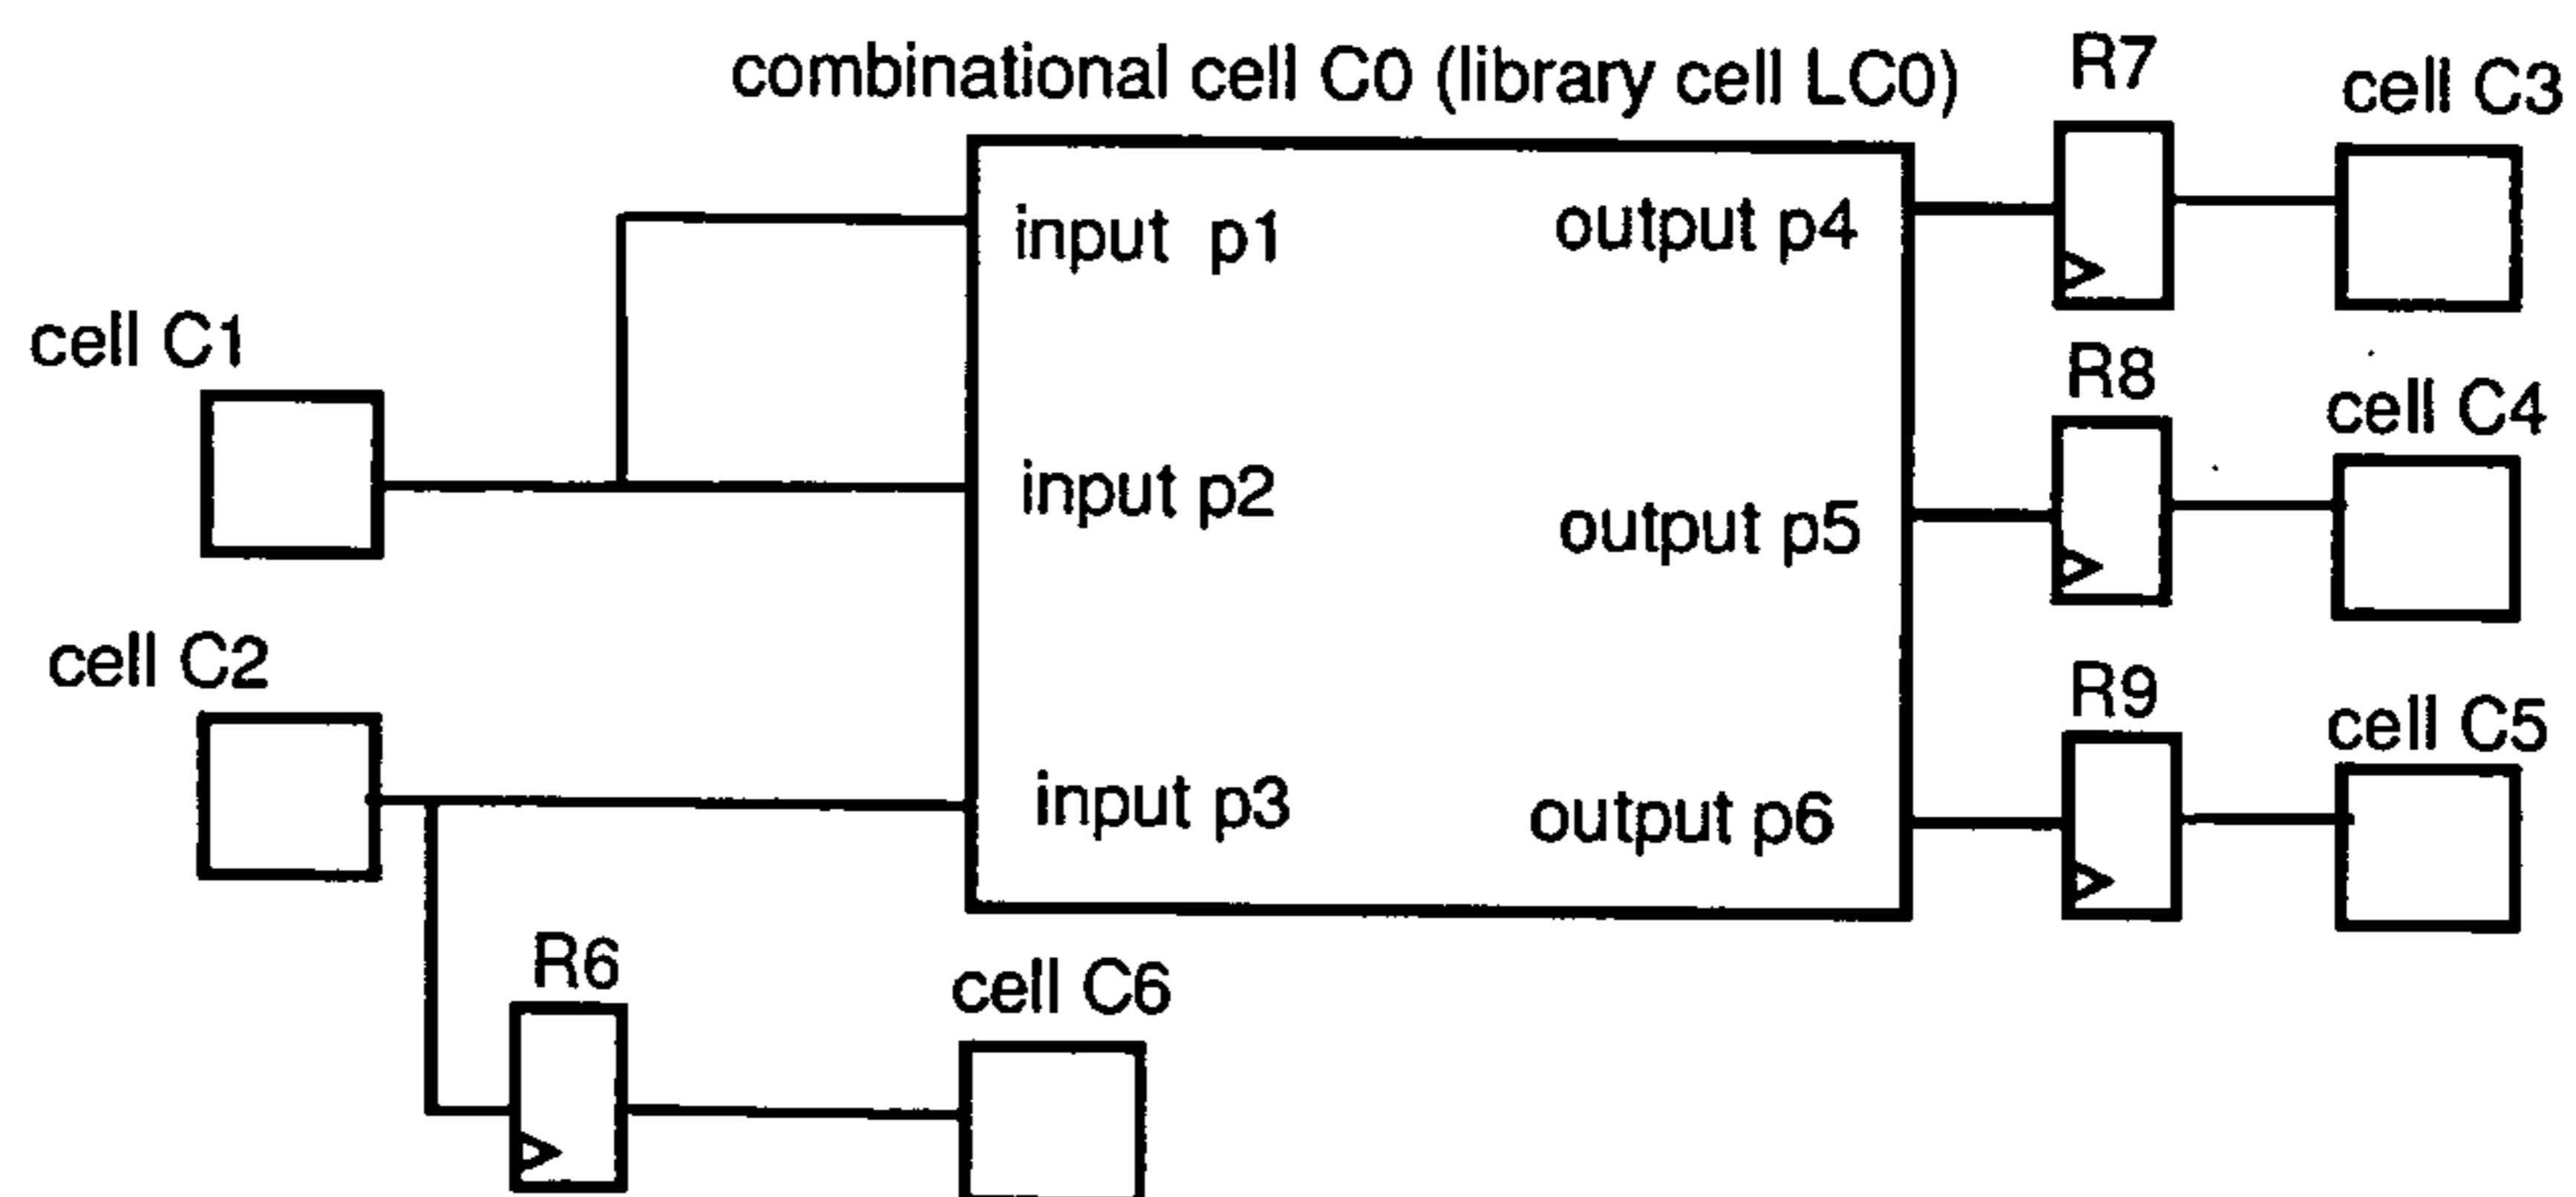 combinational cell C0 (library cell LC0)
R7
cell C3
input p1
output p4
cell C1
R8
cell C4
input p2
output p5
cell C2
R9
cell C5
input p3
output p6
R6
cell C6